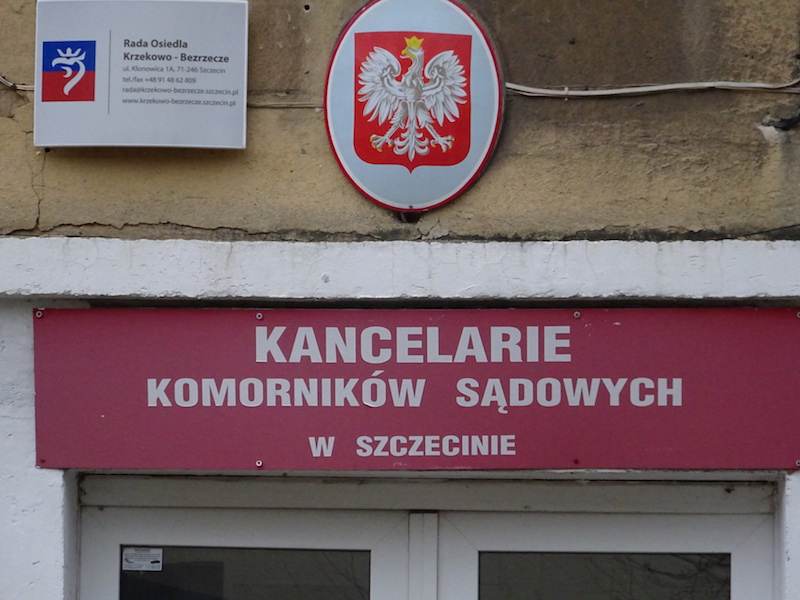 Rada Osiedla
Krzekowo - Bezrzecze
ul. Klonowica 1A, 71-246 Szczecin
tel./fax +48 91 48 62 809
rada@krzekowo-bezrzecze.szczecin.pl
www.krzekowo-bezrzecze.szczecin.pl
KANCELARIE
KOMORNIKÓW SĄDOWYCH
W SZCZECINIE